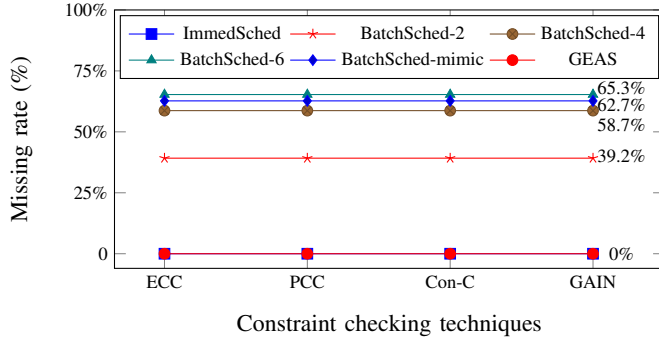 100%
ImmedSched BatchSched-2 BatchSched-4
BatchSched-6 BatchSched-mimic GEAS
75%
65.3%
62.7%
58.7%
50%
39.2%
25%
0
0%
Missing rate (%)
ECC PCC Con-C GAIN
Constraint checking techniques